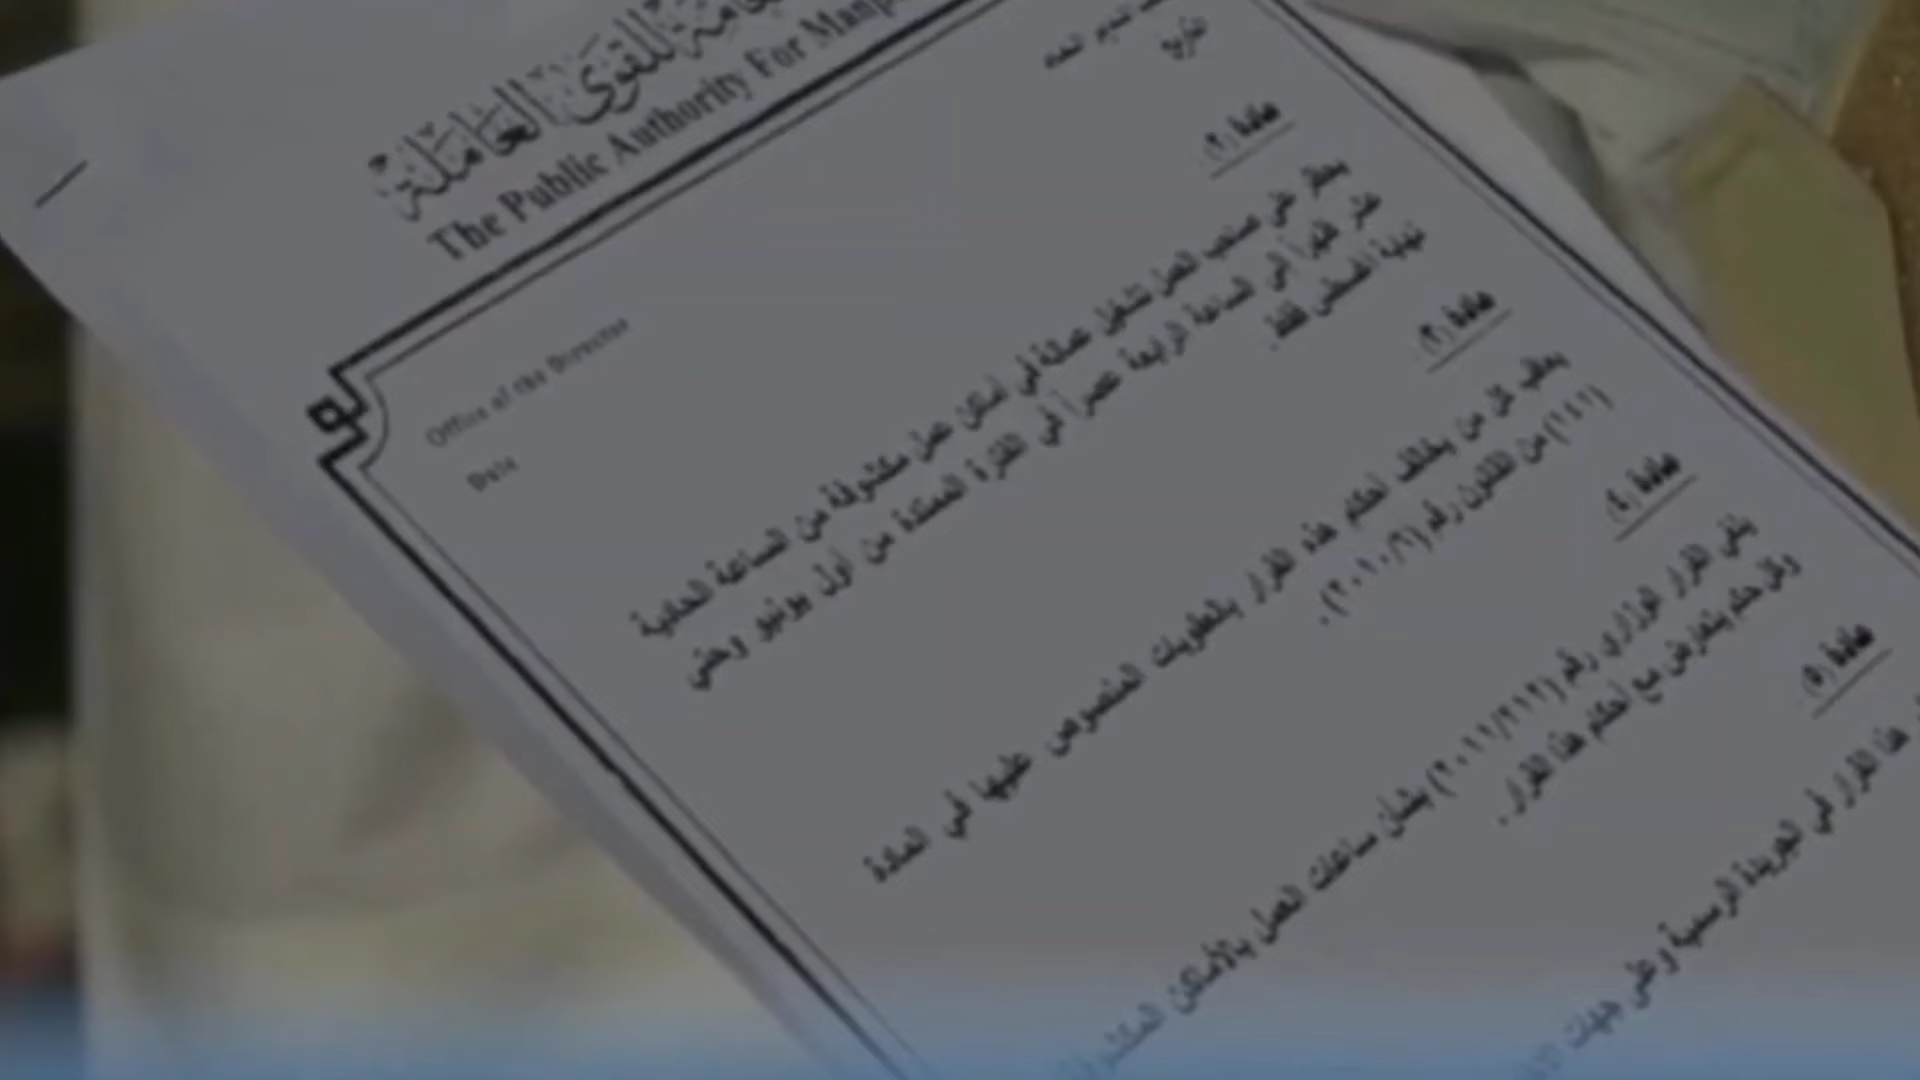 العامة للقوى العاملة
The Public Authority For
Office of the Director
Date
التاريخ
مادة (٢)
يحظر على صاحب العمل تشغيل عمالة في أماكن عمل مكشوفة من الساعة الحادية
عشر ظهراً إلى الساعة الرابعة عصراً في الفترة الممتدة من أول يونيو وحتى
نهاية أغسطس فقط.
مادة (٣)
يعاقب كل من يخالف أحكام هذا القرار بالعقوبات المنصوص عليها في المادة
(١٤١) من القانون رقم (٢٠١٠/٦).
مادة (٤)
يلغى القرار الوزاري رقم (٢٠١١/٢١٢) بشأن ساعات العمل بالأماكن
وكل حكم يتعارض مع أحكام هذا القرار.
مادة (٥)
هذا القرار في الجريدة الرسمية وعلى جهات